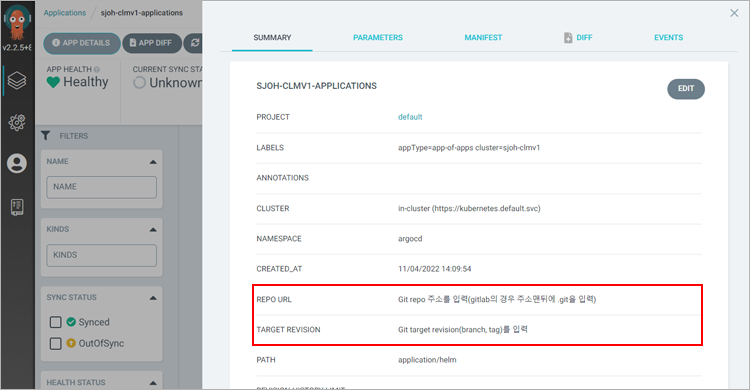 Applications / sjoh-clmv1-applications
v2.2.5+8
APP DETAILS APP DIFF
APP HEALTH CURRENT SYNC STA
Healthy Unknown
FILTERS
NAME
NAME
KINDS
KINDS
SYNC STATUS
Synced
OutOfSync
HEALTH STATUS
SUMMARY PARAMETERS MANIFEST DIFF EVENTS
SJOH-CLMV1-APPLICATIONS
EDIT
PROJECT default
LABELS appType=app-of-apps cluster=sjoh-clmv1
ANNOTATIONS
CLUSTER in-cluster (https://kubernetes.default.svc)
NAMESPACE argocd
CREATED_AT 11/04/2022 14:09:54
REPO URL Git repo 주소를 입력(gitlab의 경우 주소맨뒤에 .git을 입력)
TARGET REVISION Git target revision(branch, tag)를 입력
PATH application/helm
REVISION HISTORY LIMIT